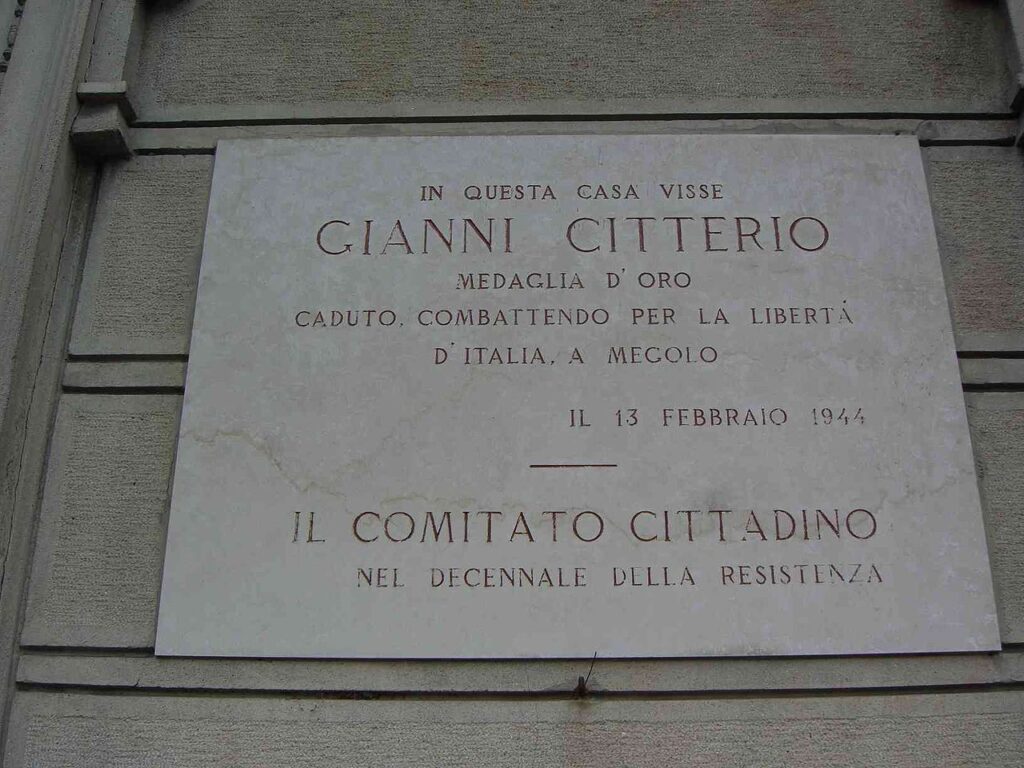 IN QUESTA CASA VISSE
GIANNI CITTERIO
MEDAGLIA D'ORO
CADUTO, COMBATTENDO PER LA LIBERTÀ
D'ITALIA, A MEGOLO
IL 13 FEBBRAIO 1944
IL COMITATO CITTADINO
NEL DECENNALE DELLA RESISTENZA